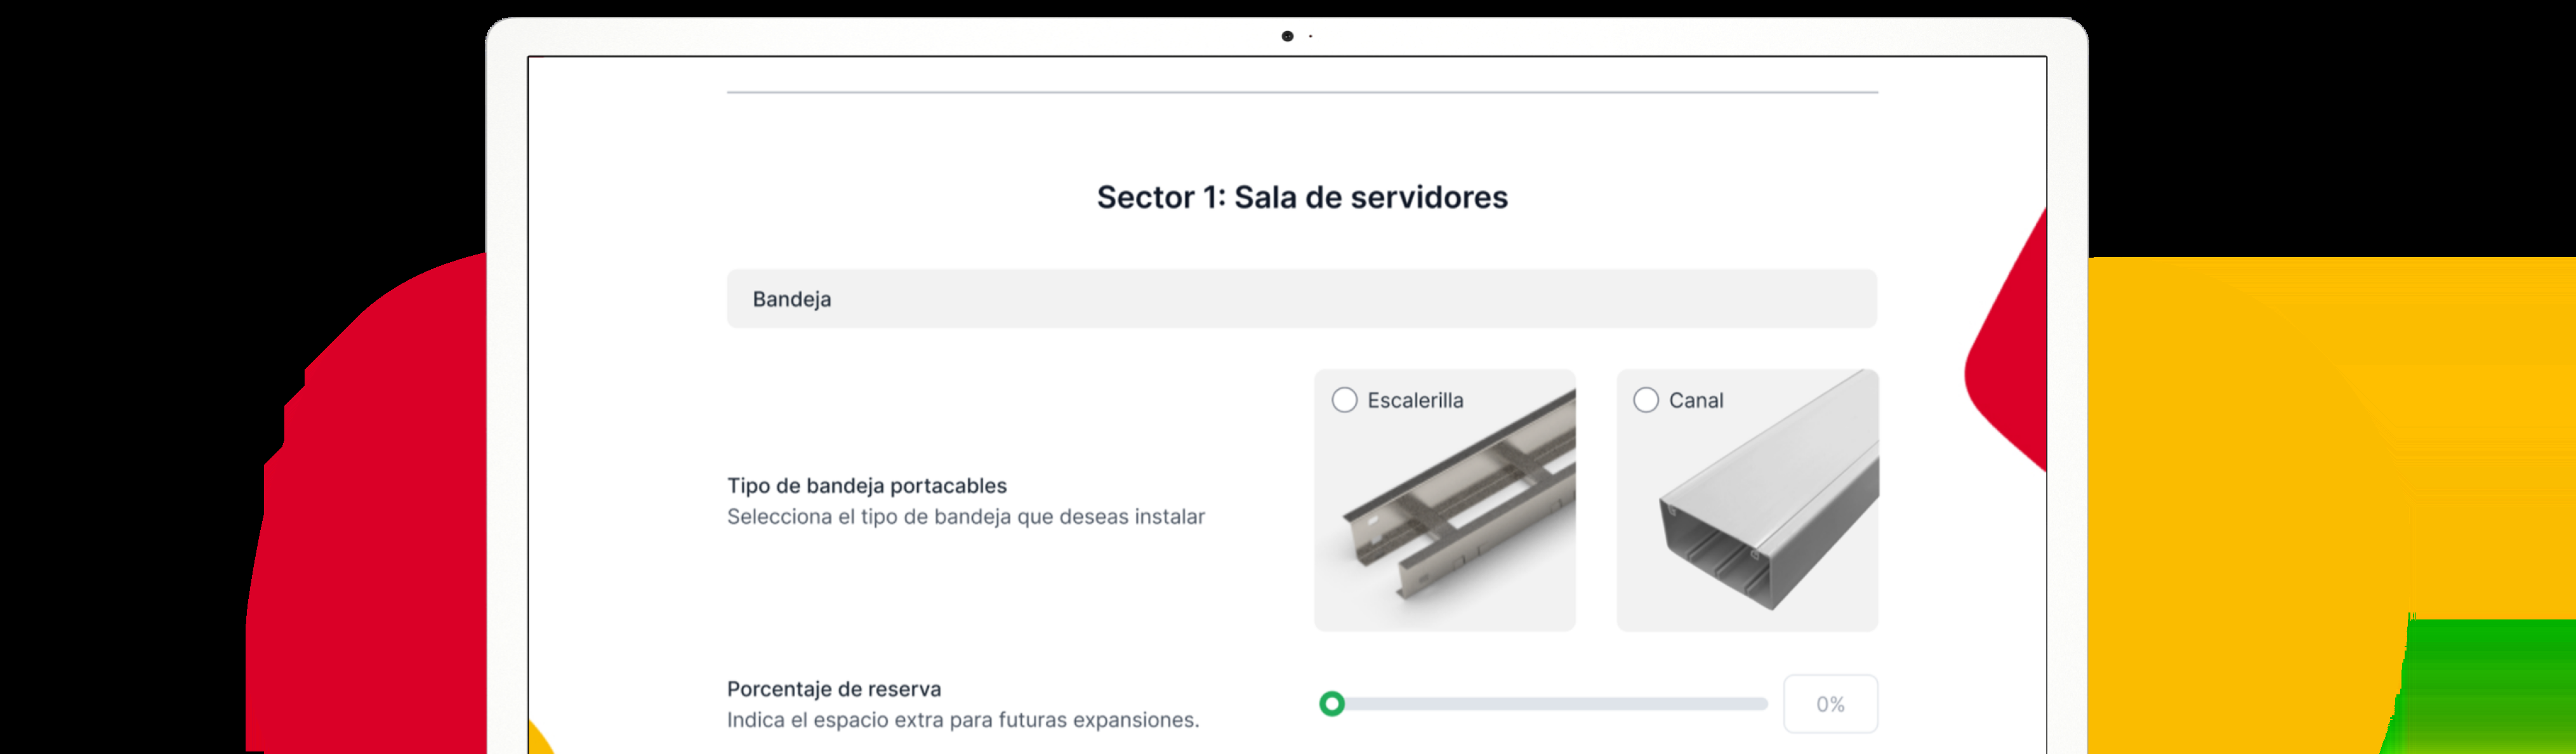 Sector 1: Sala de servidores
Bandeja
Escalerilla
Canal
Tipo de bandeja portacables
Selecciona el tipo de bandeja que deseas instalar
Porcentaje de reserva
Indica el espacio extra para futuras expansiones.
0%